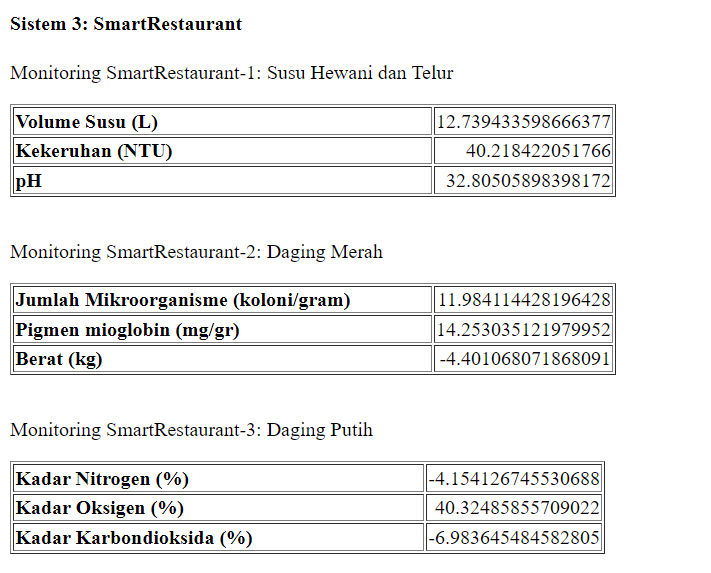 Sistem 3: SmartRestaurant
Monitoring SmartRestaurant-1: Susu Hewani dan Telur
Volume Susu (L) 12.739433598666377
Kekeruhan (NTU) 40.218422051766
pH 32.80505898398172
Monitoring SmartRestaurant-2: Daging Merah
Jumlah Mikroorganisme (koloni/gram) 11.984114428196428
Pigmen mioglobin (mg/gr) 14.253035121979952
Berat (kg) -4.401068071868091
Monitoring SmartRestaurant-3: Daging Putih
Kadar Nitrogen (%) -4.154126745530688
Kadar Oksigen (%) 40.32485855709022
Kadar Karbondioksida (%) -6.983645484582805